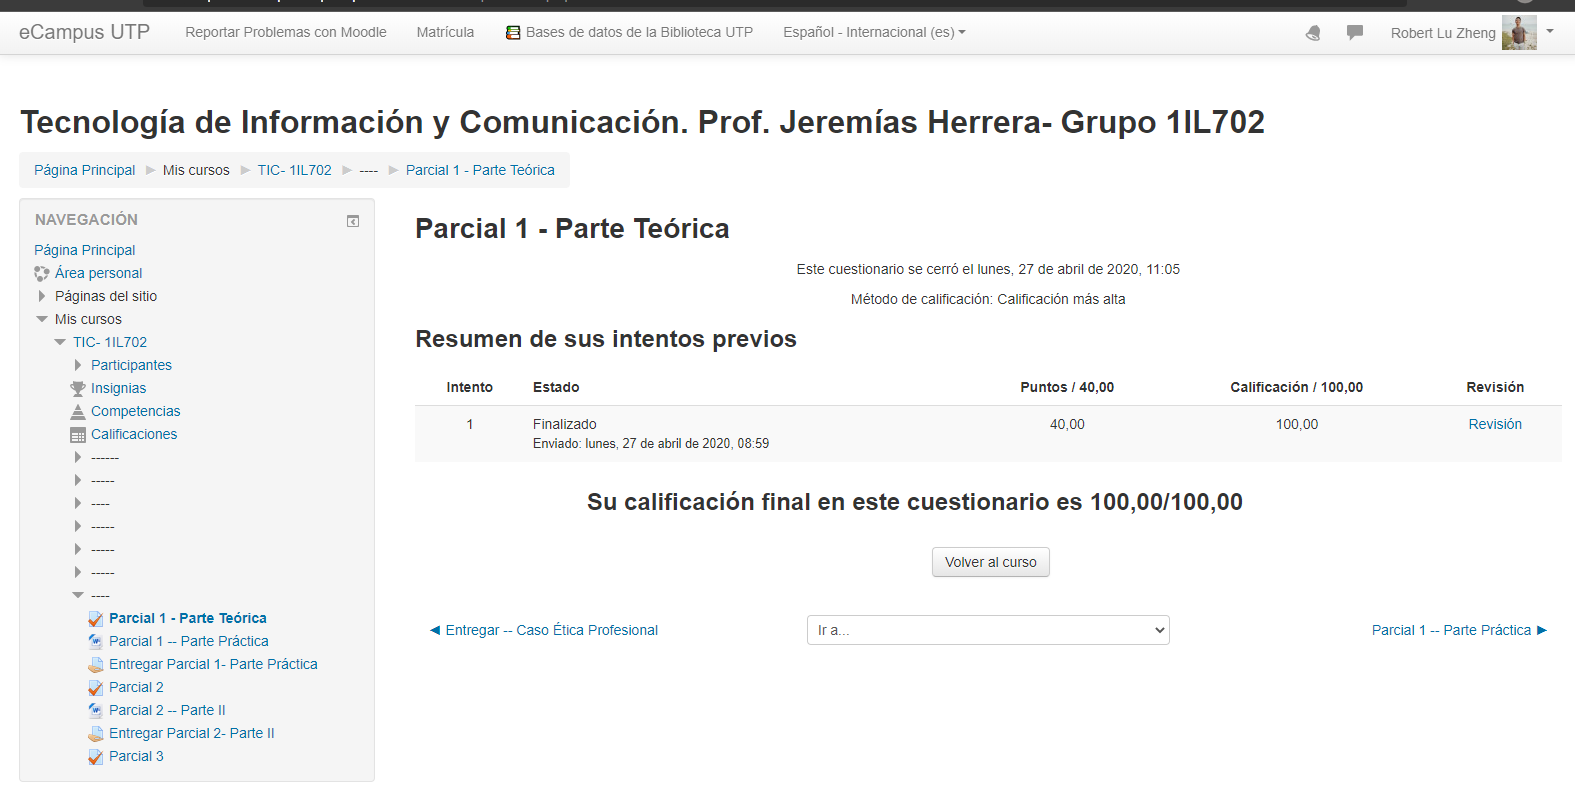 eCampus UTP Reportar Problemas con Moodle Matrícula Bases de datos de la Biblioteca UTP Español - Internacional (es) Robert Lu Zheng
Tecnología de Información y Comunicación. Prof. Jeremías Herrera- Grupo 1IL702
Página Principal ► Mis cursos ► TIC- 1IL702 ► ---- ► Parcial 1 - Parte Teórica
NAVEGACIÓN
Página Principal
Área personal
Páginas del sitio
Mis cursos
TIC- 1IL702
Participantes
Insignias
Competencias
Calificaciones
------
-----
----
-----
-----
-----
----
Parcial 1 - Parte Teórica
Parcial 1 -- Parte Práctica
Entregar Parcial 1- Parte Práctica
Parcial 2
Parcial 2 -- Parte II
Entregar Parcial 2- Parte II
Parcial 3
Parcial 1 - Parte Teórica
Este cuestionario se cerró el lunes, 27 de abril de 2020, 11:05
Método de calificación: Calificación más alta
Resumen de sus intentos previos
Intento Estado Puntos / 40,00 Calificación / 100,00 Revisión
1 Finalizado 40,00 100,00 Revisión
Enviado: lunes, 27 de abril de 2020, 08:59
Su calificación final en este cuestionario es 100,00/100,00
Volver al curso
◄ Entregar -- Caso Ética Profesional Ir a... Parcial 1 -- Parte Práctica ►